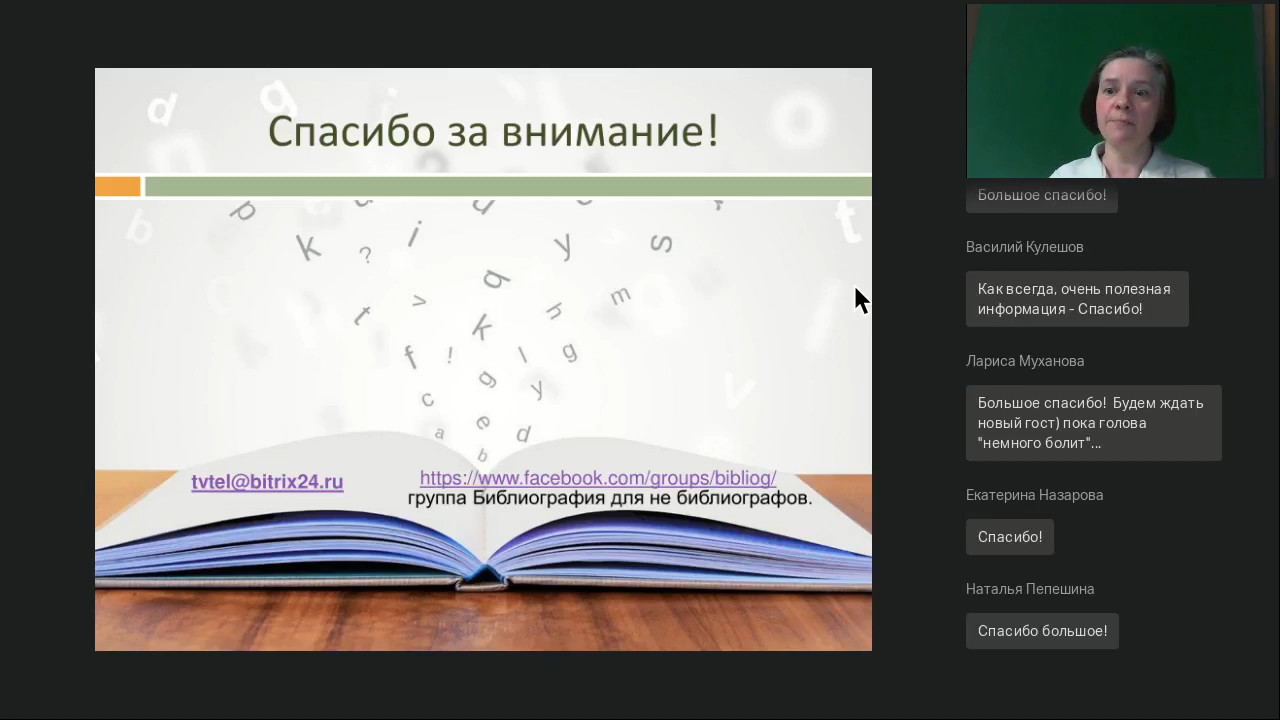 Спасибо за внимание!
tvtel@bitrix24.ru
https://www.facebook.com/groups/bibliog/
группа Библиография для не библиографов.
Большое спасибо!
Василий Кулешов
Как всегда, очень полезная
информация - Спасибо!
Лариса Муханова
Большое спасибо! Будем ждать
новый гост) пока голова
"немного болит"...
Екатерина Назарова
Спасибо!
Наталья Пепешина
Спасибо большое!